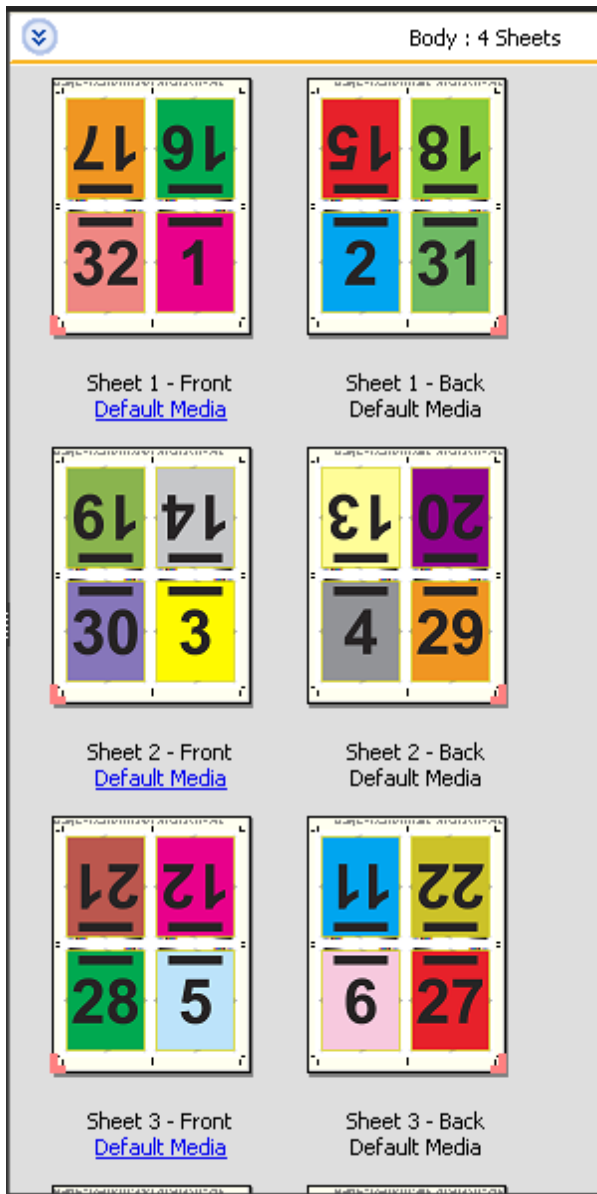 Body : 4 Sheets
17 16
32 1
15 18
2 31
Sheet 1 - Front
Default Media
Sheet 1 - Back
Default Media
19 14
30 3
13 20
4 29
Sheet 2 - Front
Default Media
Sheet 2 - Back
Default Media
21 12
28 5
11 22
6 27
Sheet 3 - Front
Default Media
Sheet 3 - Back
Default Media